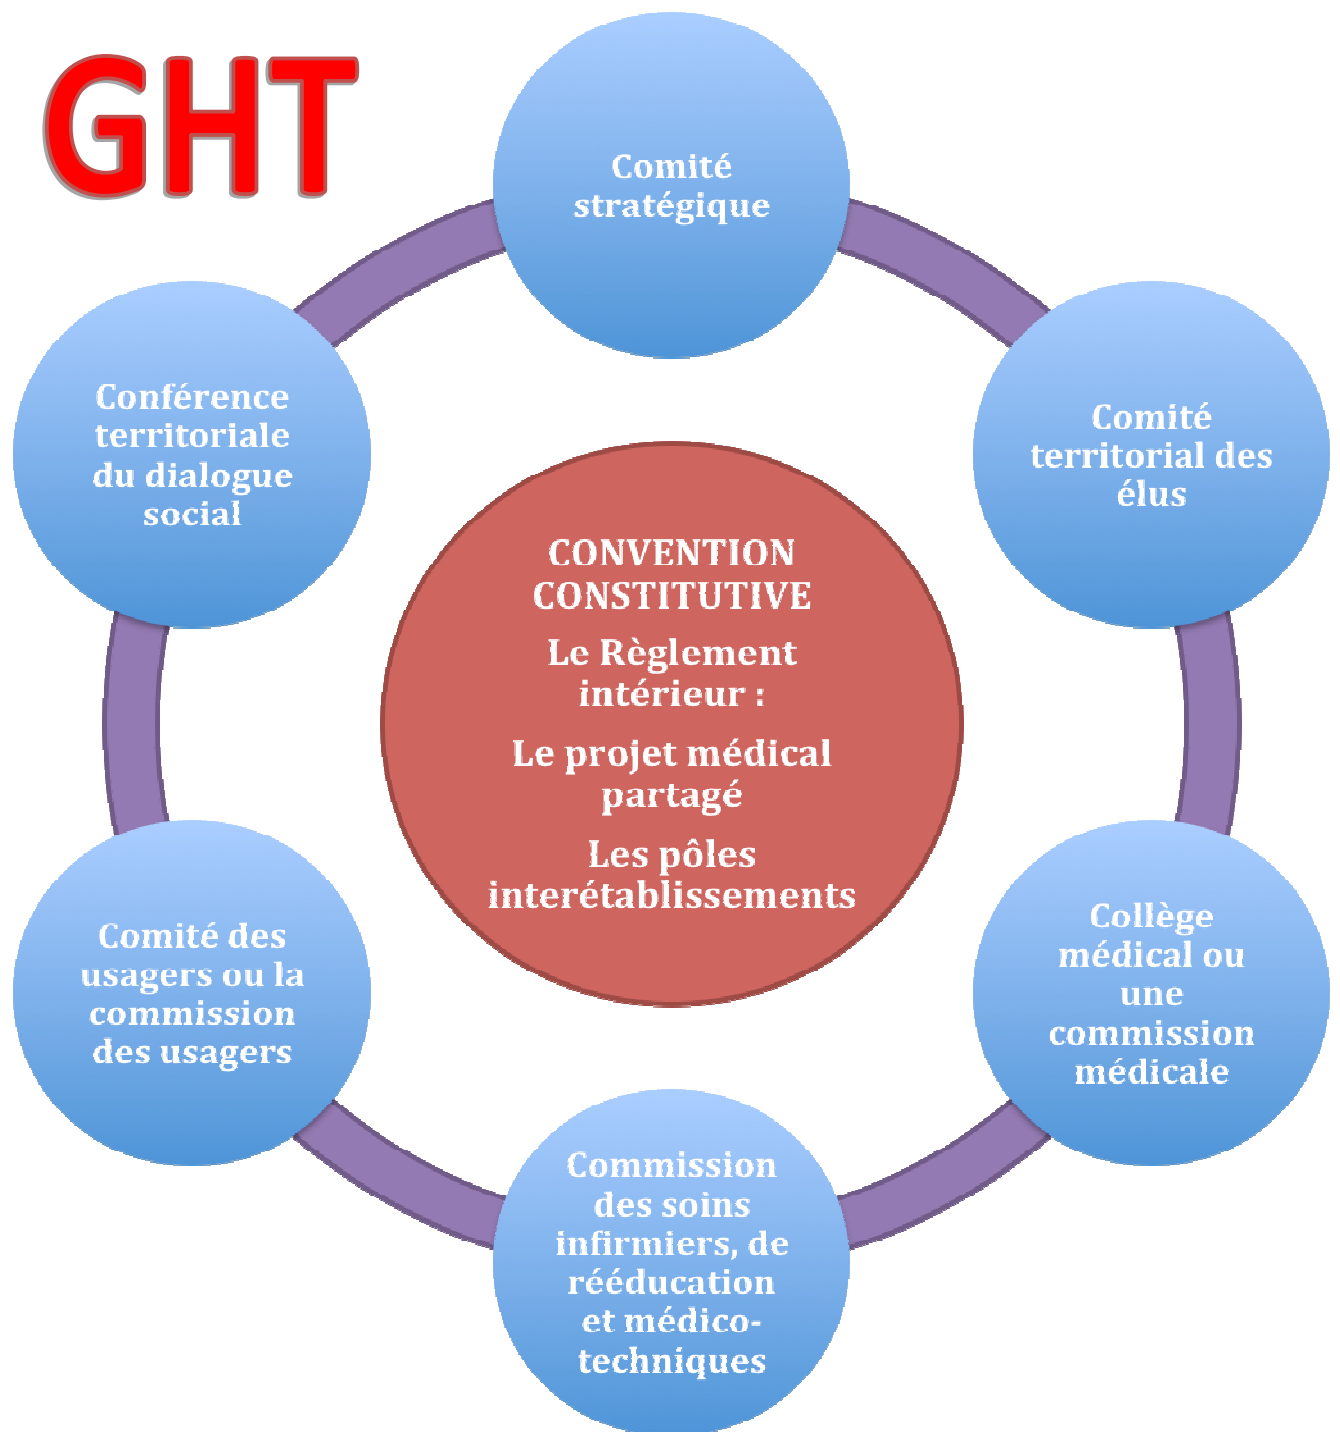 GHT
Comité
stratégique
Comité
territorial des
élus
Collège
médical ou
une
commission
médicale
Commission
des soins
infirmiers, de
rééducation
et médico-
techniques
Comité des
usagers ou la
commission
des usagers
Conférence
territoriale
du dialogue
social
CONVENTION
CONSTITUTIVE
Le Règlement
intérieur :
Le projet médical
partagé
Les pôles
interétablissements